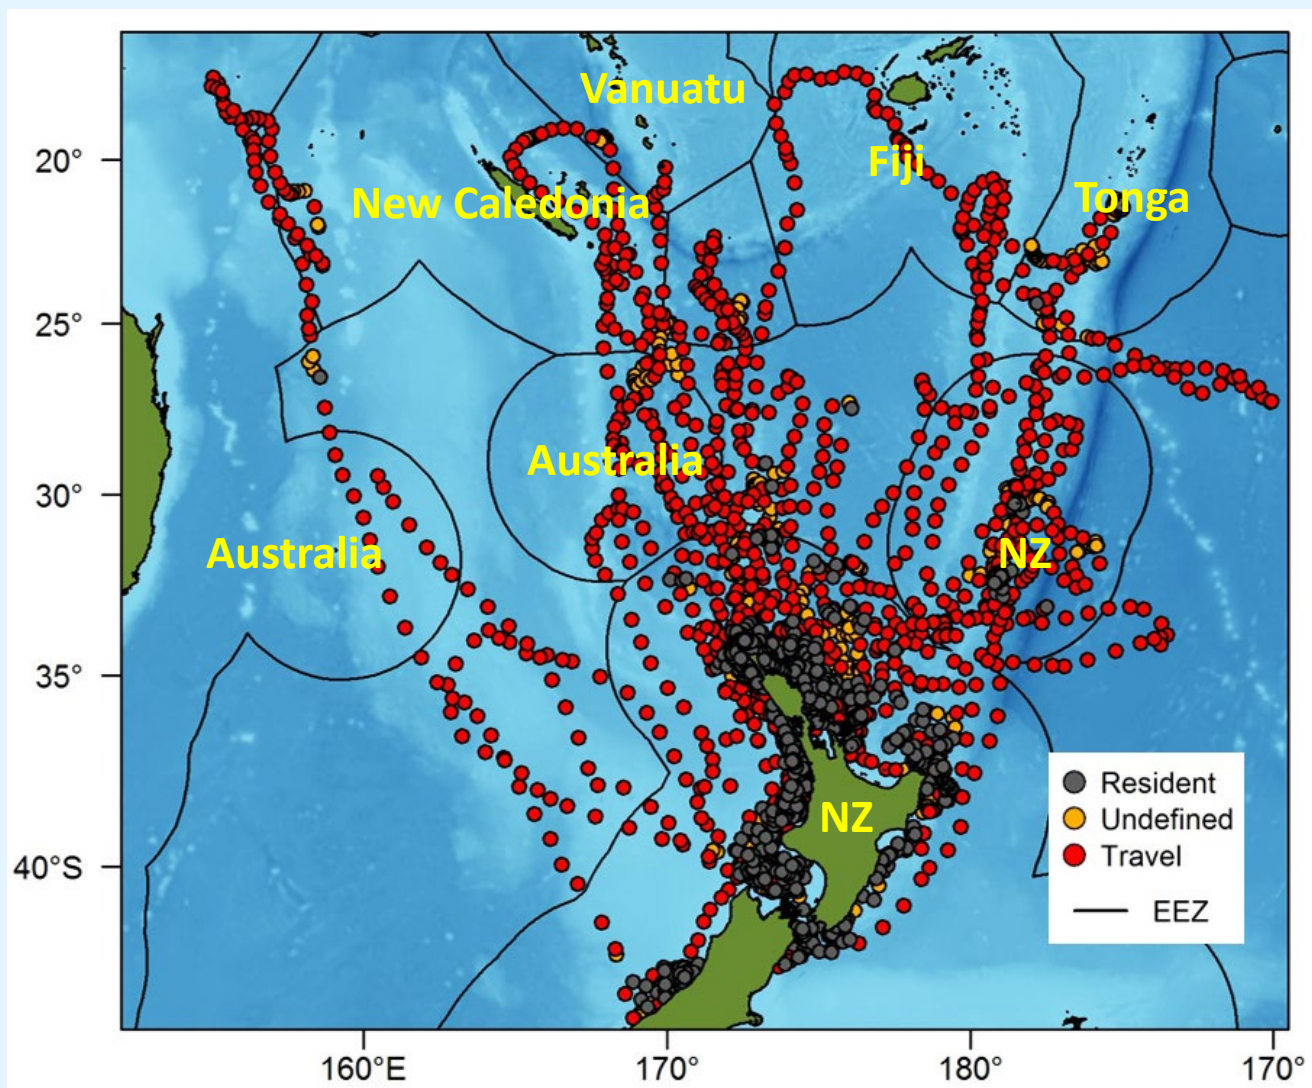 Vanuatu
Fiji
20°
New Caledonia
Tonga
25°
Australia
30°
Australia
NZ
35°
Resident
NZ
Undefined
Travel
40°S
EEZ
160°E
170°
180°
170°